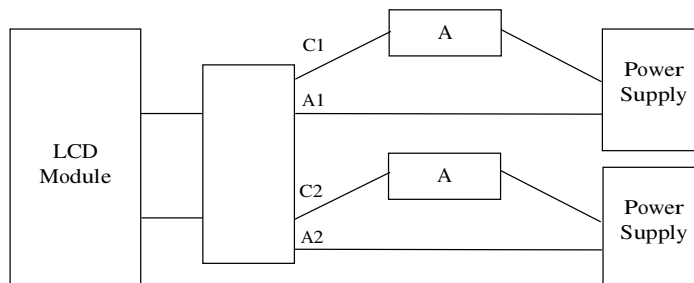 C1
A
Power
Supply
A1
LCD
Module
C2
A
Power
Supply
A2